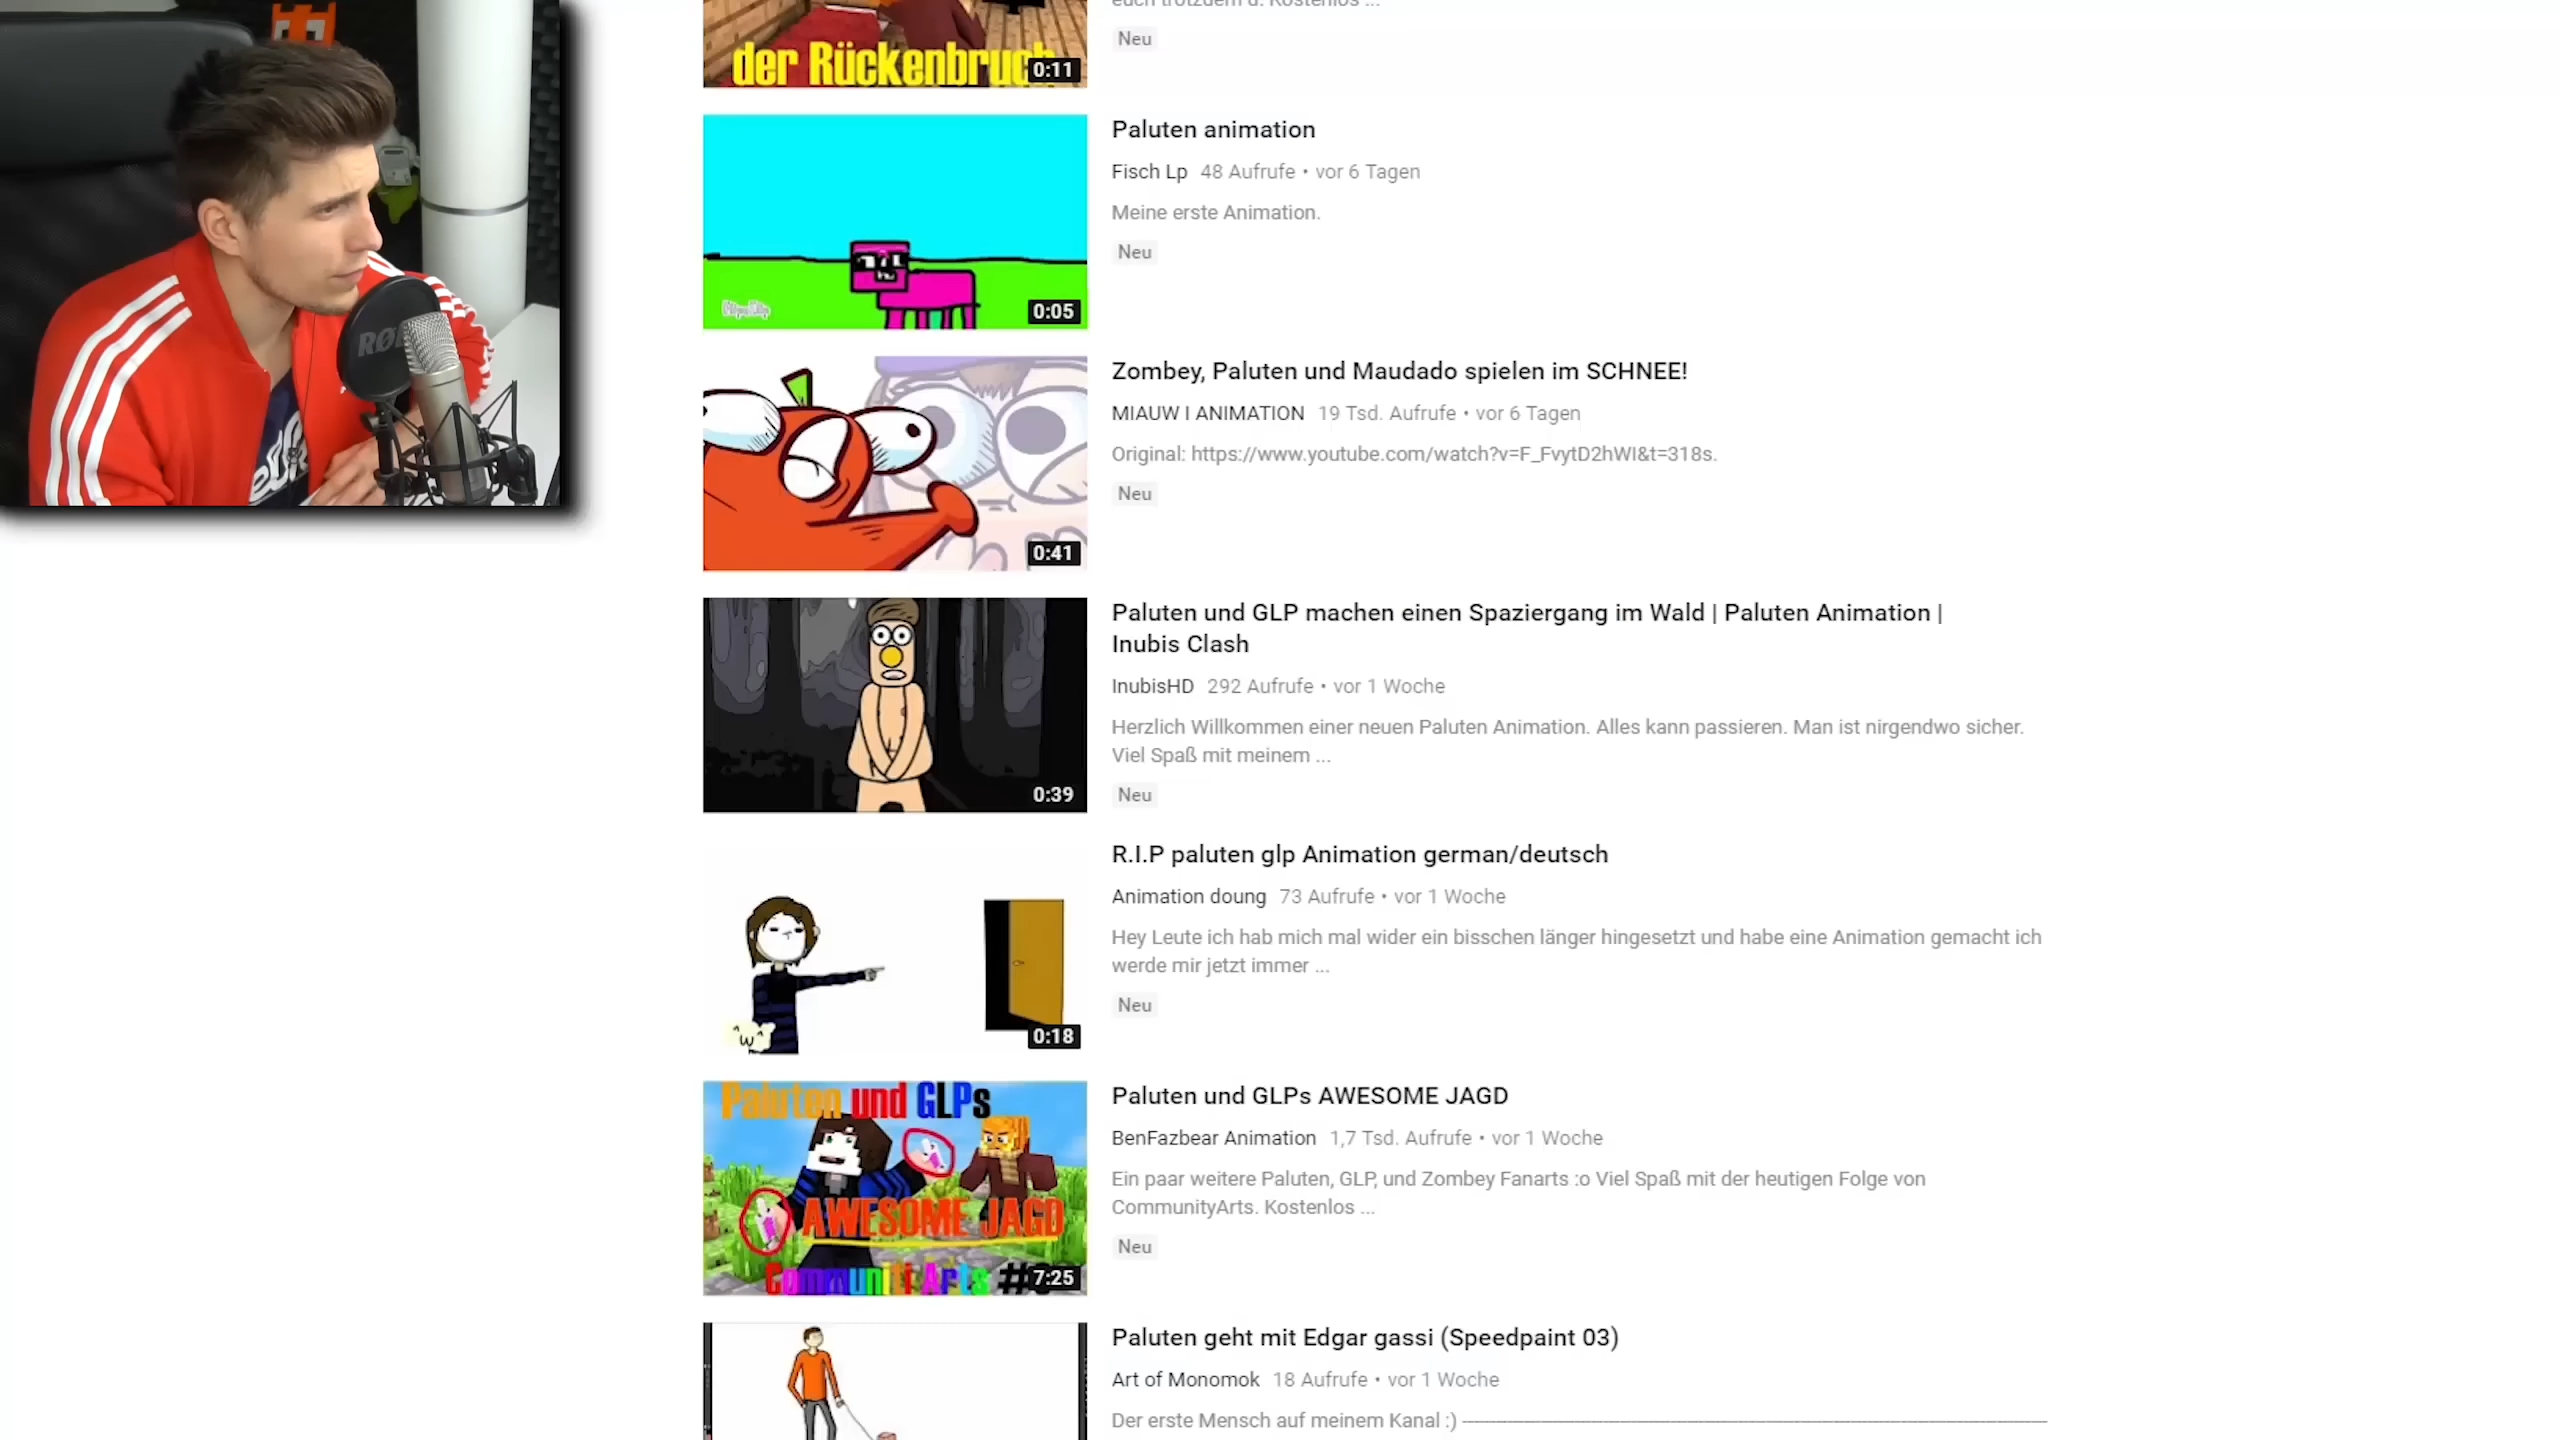 euch trotzdem d. Kostenlos ...
Neu
der Rückenbruch
0:11
Paluten animation
Fisch Lp 48 Aufrufe • vor 6 Tagen
Meine erste Animation.
Neu
0:05
Zombey, Paluten und Maudado spielen im SCHNEE!
MIAUW I ANIMATION 19 Tsd. Aufrufe • vor 6 Tagen
Original: https://www.youtube.com/watch?v=F_FvytD2hWI&t=318s.
Neu
0:41
Paluten und GLP machen einen Spaziergang im Wald | Paluten Animation |
Inubis Clash
InubisHD 292 Aufrufe • vor 1 Woche
Herzlich Willkommen einer neuen Paluten Animation. Alles kann passieren. Man ist nirgendwo sicher.
Viel Spaß mit meinem ...
Neu
0:39
R.I.P paluten glp Animation german/deutsch
Animation doung 73 Aufrufe • vor 1 Woche
Hey Leute ich hab mich mal wider ein bisschen länger hingesetzt und habe eine Animation gemacht ich
werde mir jetzt immer ...
Neu
0:18
Paluten und GLPs
AWESOME JAGD
Communiti Arts #
7:25
Paluten und GLPs AWESOME JAGD
BenFazbear Animation 1,7 Tsd. Aufrufe • vor 1 Woche
Ein paar weitere Paluten, GLP, und Zombey Fanarts :o Viel Spaß mit der heutigen Folge von
CommunityArts. Kostenlos ...
Neu
Paluten geht mit Edgar gassi (Speedpaint 03)
Art of Monomok 18 Aufrufe • vor 1 Woche
Der erste Mensch auf meinem Kanal :)